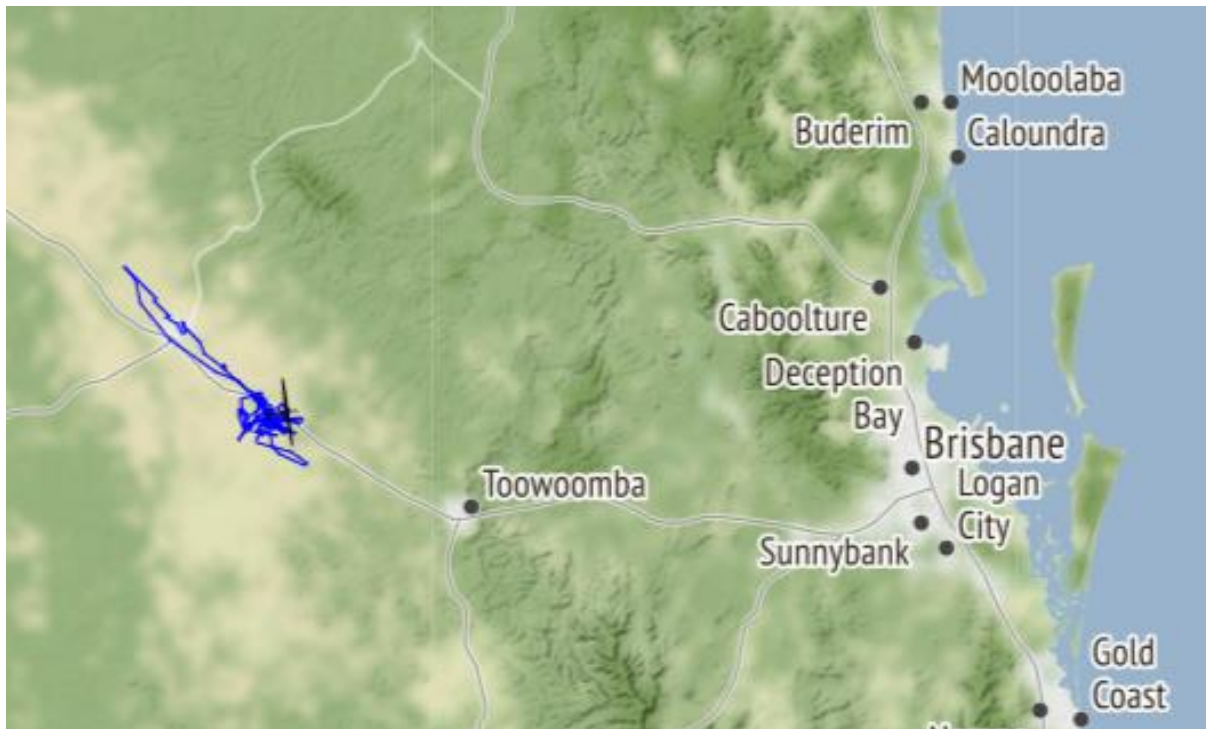 Mooloolaba
Buderim
Caloundra
Caboolture
Deception
Bay
Brisbane
Toowoomba
Logan
City
Sunnybank
Gold
Coast